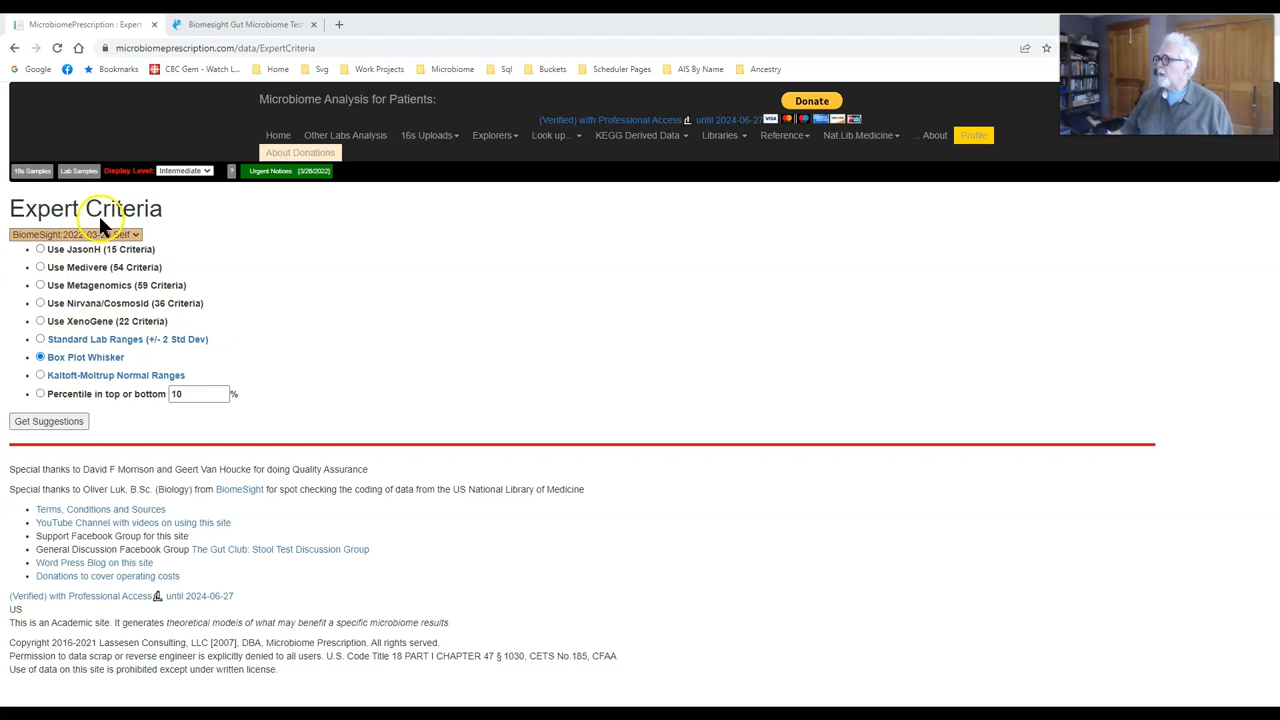 MicrobiomePrescription : Expert
Biomesight Gut Microbiome Test
microbiomeprescription.com/data/ExpertCriteria
Google
Bookmarks
CBC Gem - Watch L...
Home
Svg
Work Projects
Microbiome
Sql
Buckets
Scheduler Pages
AIS By Name
Ancestry
Microbiome Analysis for Patients:
Donate
(Verified) with Professional Access until 2024-06-27
Home Other Labs Analysis 16s Uploads Explorers Look up... KEGG Derived Data Libraries Reference Nat.Lib.Medicine ... About Profile
About Donations
16s Samples Lab Samples Display Level: Intermediate ? Urgent Notices [3/26/2022]
Expert Criteria
BiomeSight:2022-03- Self
Use JasonH (15 Criteria)
Use Medivere (54 Criteria)
Use Metagenomics (59 Criteria)
Use Nirvana/CosmosId (36 Criteria)
Use XenoGene (22 Criteria)
Standard Lab Ranges (+/- 2 Std Dev)
Box Plot Whisker
Kaltoft-Moltrup Normal Ranges
Percentile in top or bottom 10 %
Get Suggestions
Special thanks to David F Morrison and Geert Van Houcke for doing Quality Assurance
Special thanks to Oliver Luk, B.Sc. (Biology) from BiomeSight for spot checking the coding of data from the US National Library of Medicine
Terms, Conditions and Sources
YouTube Channel with videos on using this site
Support Facebook Group for this site
General Discussion Facebook Group The Gut Club: Stool Test Discussion Group
Word Press Blog on this site
Donations to cover operating costs
(Verified) with Professional Access until 2024-06-27
US
This is an Academic site. It generates theoretical models of what may benefit a specific microbiome results.
Copyright 2016-2021 Lassesen Consulting, LLC [2007], DBA, Microbiome Prescription. All rights served.
Permission to data scrap or reverse engineer is explicitly denied to all users. U.S. Code Title 18 PART I CHAPTER 47 § 1030, CETS No.185, CFAA
Use of data on this site is prohibited except under written license.